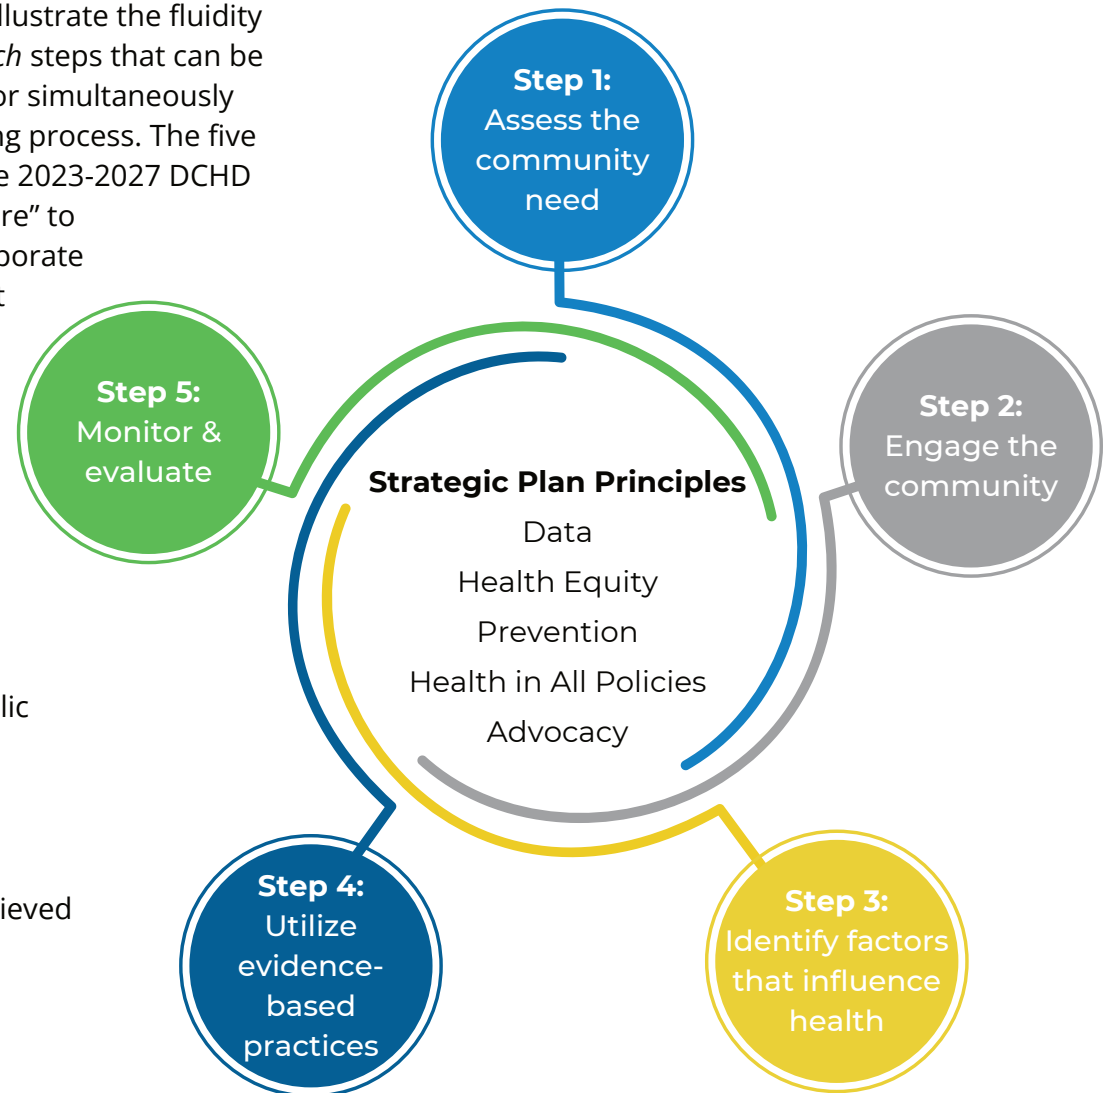 llustrate the fluidity
ch steps that can be
or simultaneously
ng process. The five
e 2023-2027 DCHD
re” to
porate
t
lic
ieved
Step 1:
Assess the
community
need
Step 2:
Engage the
community
Step 3:
Identify factors
that influence
health
Step 4:
Utilize
evidence-
based
practices
Step 5:
Monitor &
evaluate
Strategic Plan Principles
Data
Health Equity
Prevention
Health in All Policies
Advocacy